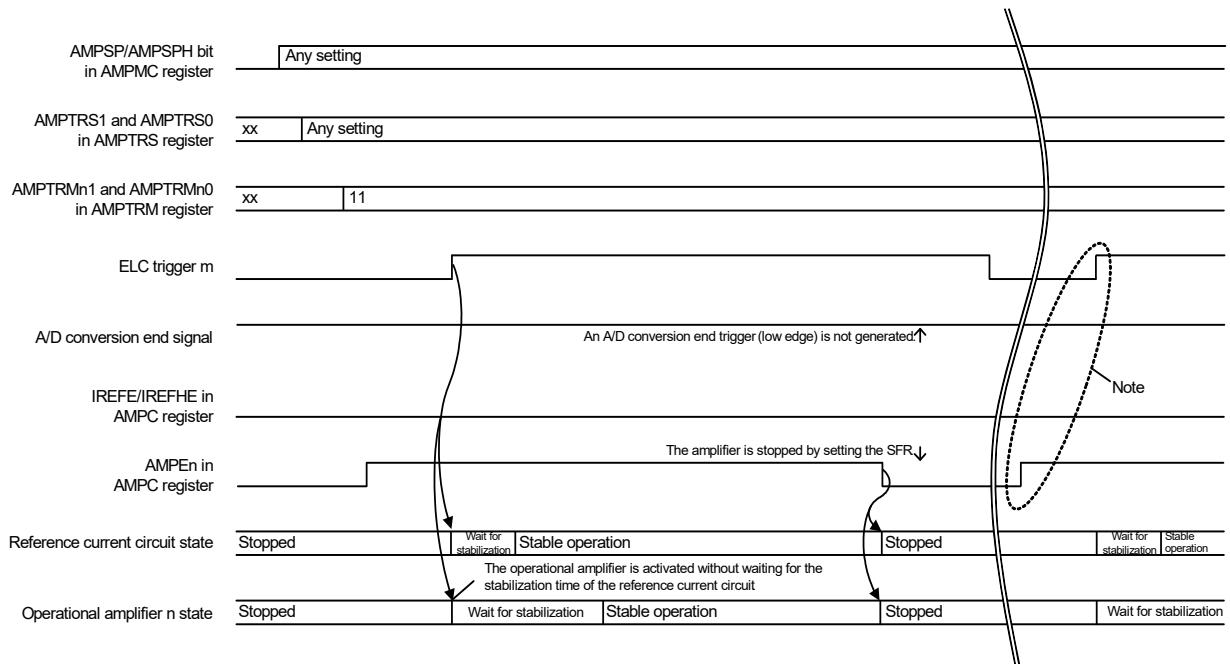 AMPSP/AMPSPH bit
in AMPMC register
Any setting
AMPTRS1 and AMPTRS0
in AMPTRS register
xx
Any setting
AMPTRMn1 and AMPTRMn0
in AMPTRM register
xx
11
ELC trigger m
A/D conversion end signal
An A/D conversion end trigger (low edge) is not generated.↑
IREFE/IREFHE in
AMPC register
Note
AMPEn in
AMPC register
The amplifier is stopped by setting the SFR.↓
Reference current circuit state
Stopped
Wait for
stabilization
Stable operation
Stopped
Wait for
stabilization
Stable
operation
The operational amplifier is activated without waiting for the
stabilization time of the reference current circuit
Operational amplifier n state
Stopped
Wait for stabilization
Stable operation
Stopped
Wait for stabilization